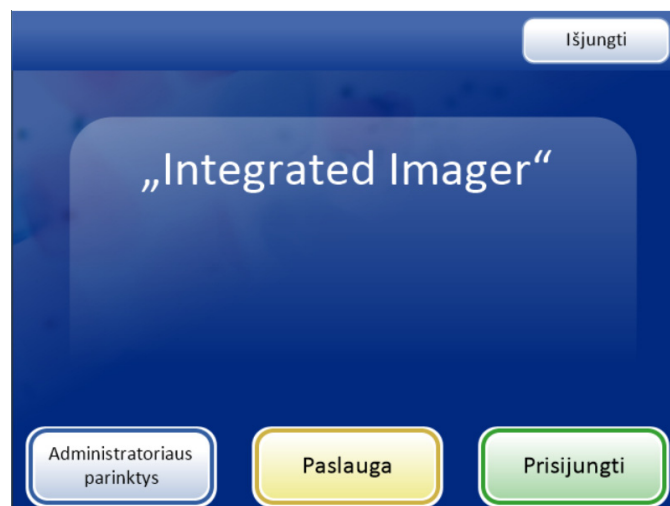 Išjungti
„Integrated Imager“
Administratoriaus
parinktys
Paslauga
Prisijungti